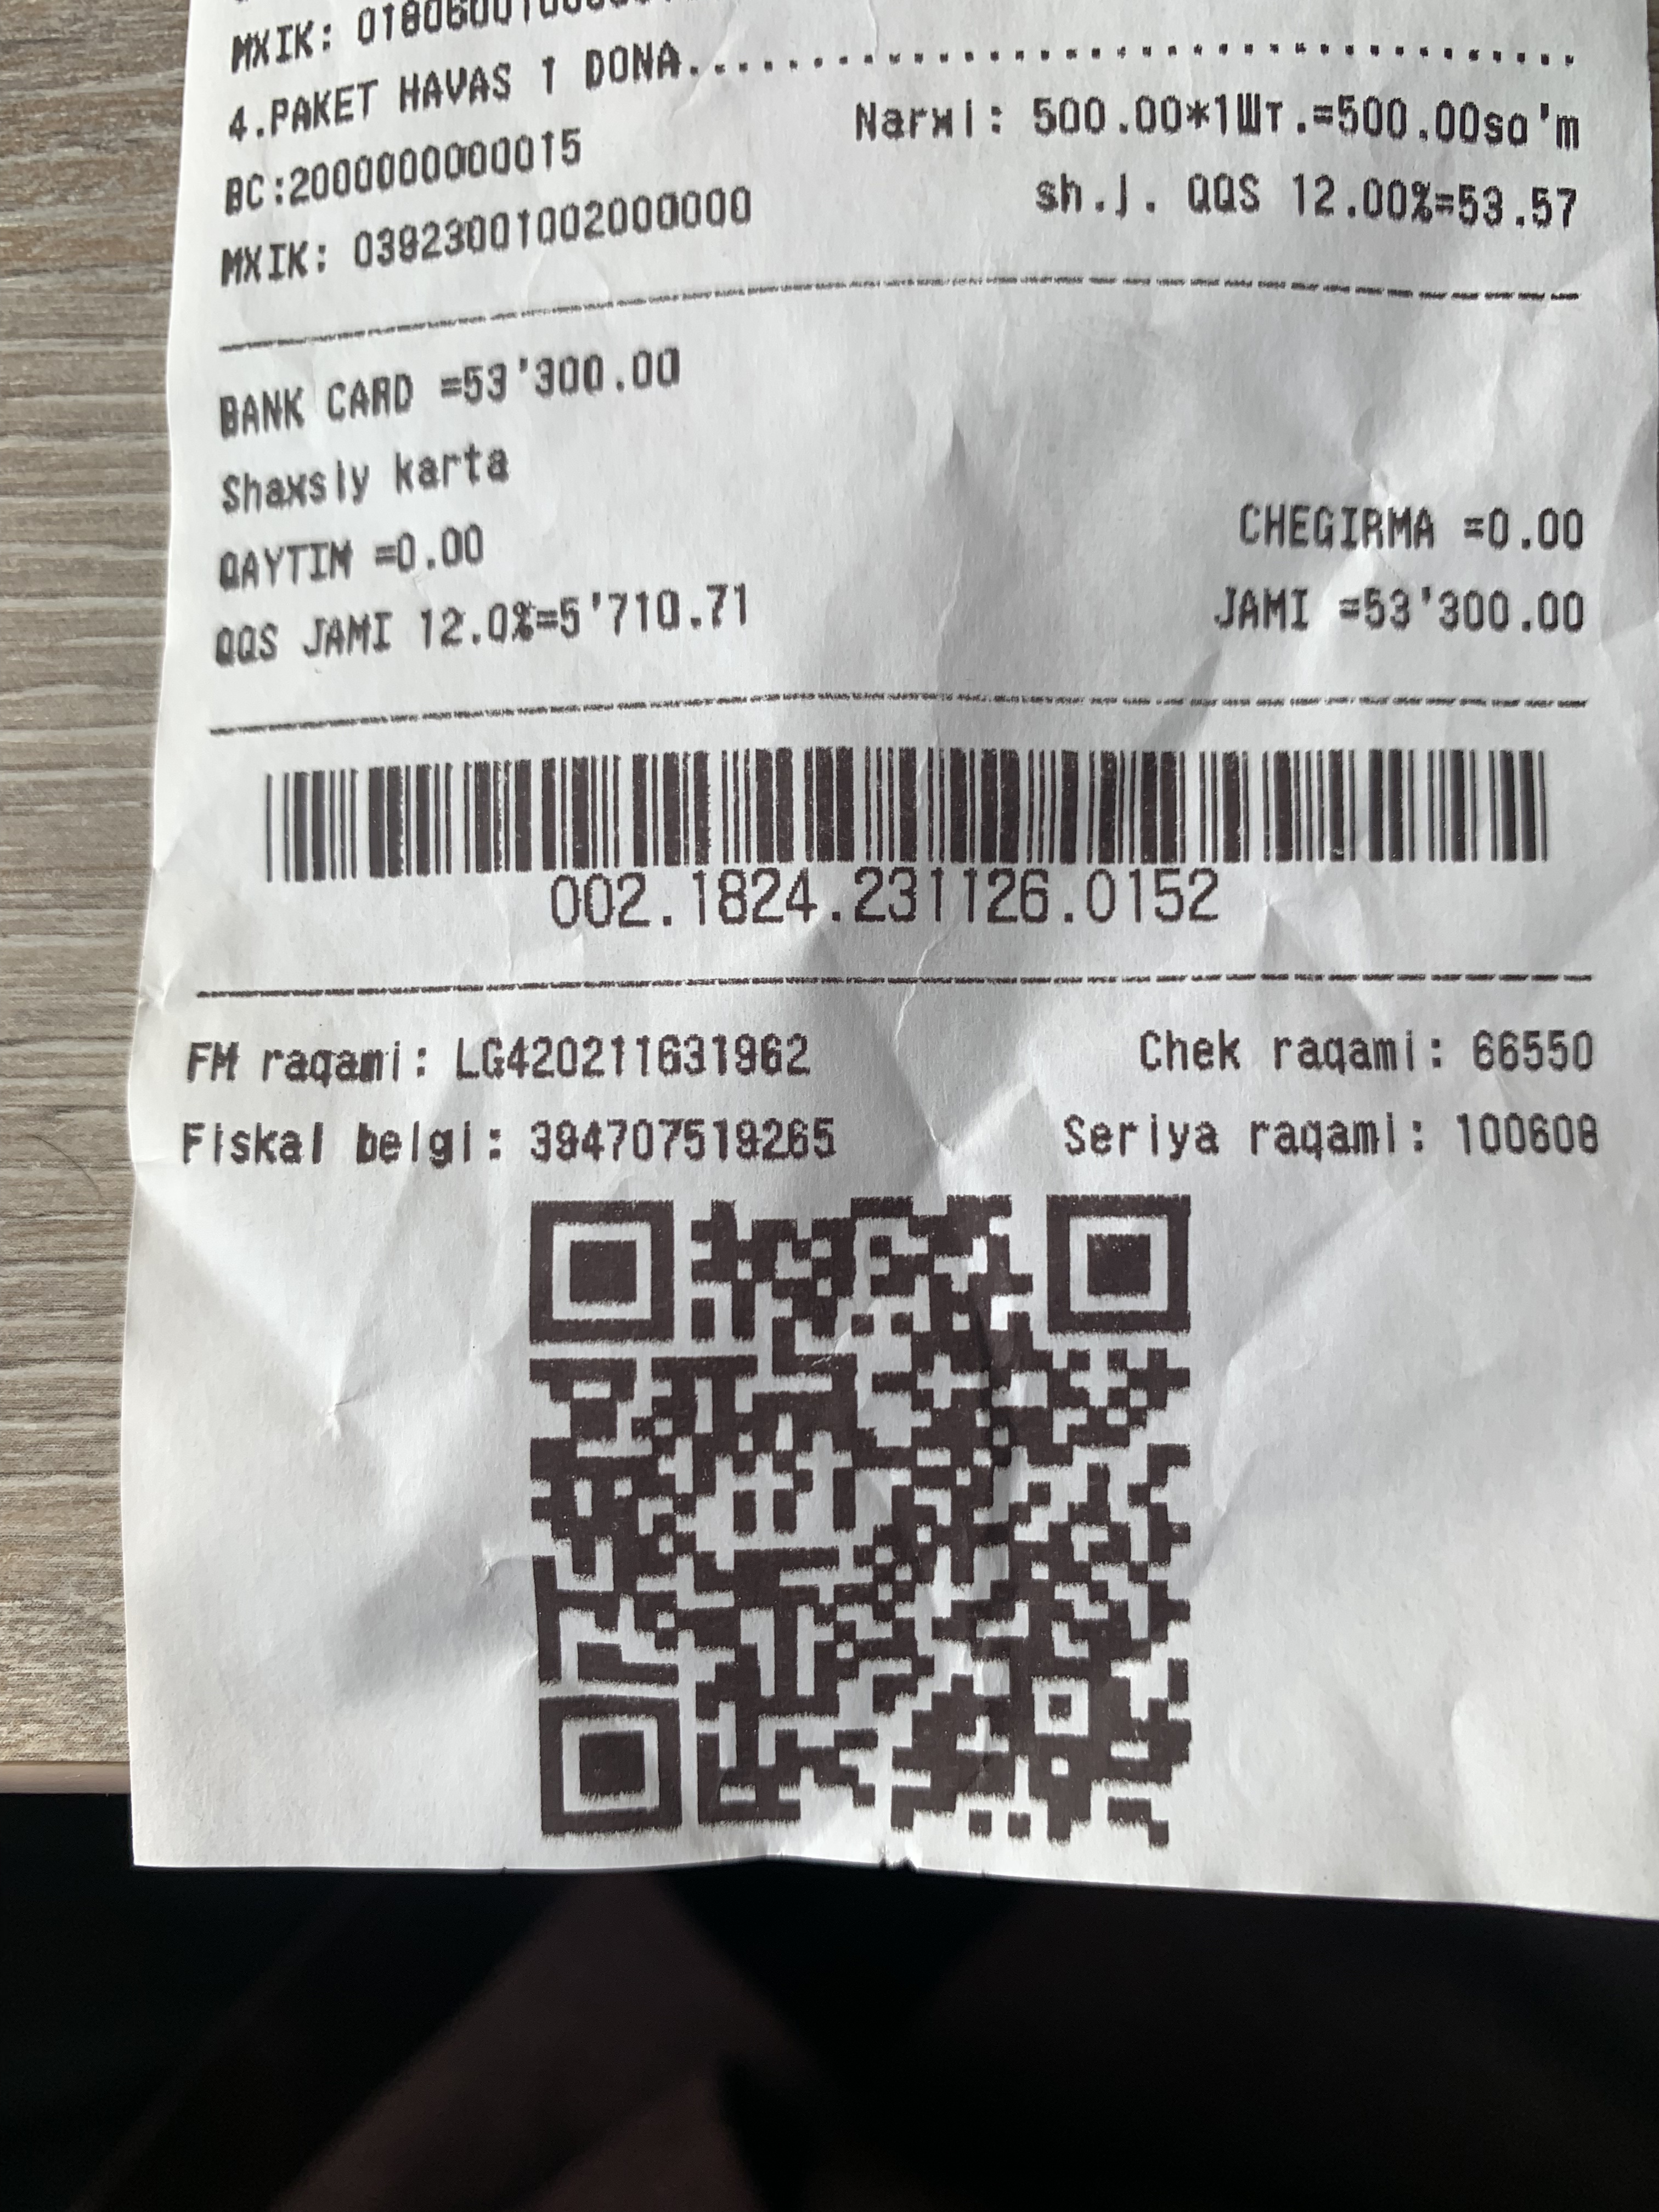 MXIK: 018060010
4.PAKET HAVAS 1 DONA......................................
BC:2000000000015 Narxi: 500.00*1Шт.=500.00so'm
MXIK: 03923001002000000 sh.j. QQS 12.00%=53.57
BANK CARD =53'300.00
Shaxsiy karta
QAYTIM =0.00 CHEGIRMA =0.00
QQS JAMI 12.0%=5'710.71 JAMI =53'300.00
002.1824.231126.0152
FM raqami: LG420211631962 Chek raqami: 66550
Fiskal belgi: 394707519265 Seriya raqami: 100608